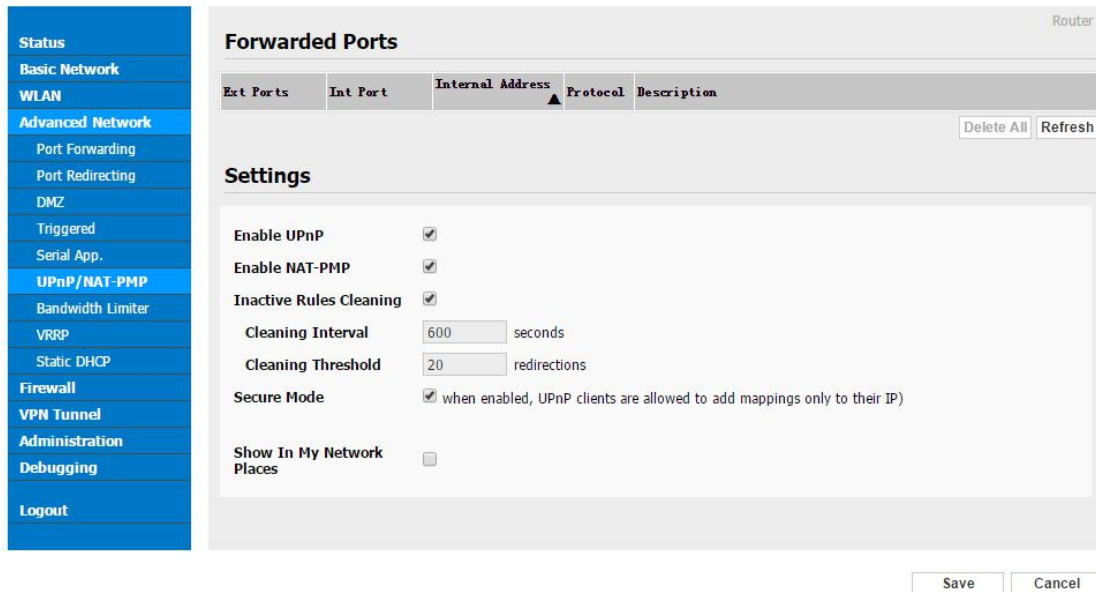 Router
Status
Basic Network
WLAN
Advanced Network
Port Forwarding
Port Redirecting
DMZ
Triggered
Serial App.
UPnP/NAT-PMP
Bandwidth Limiter
VRRP
Static DHCP
Firewall
VPN Tunnel
Administration
Debugging
Logout
Forwarded Ports
Ext Ports Int Port Internal Address Protocol Description
Delete All Refresh
Settings
Enable UPnP
Enable NAT-PMP
Inactive Rules Cleaning
Cleaning Interval 600 seconds
Cleaning Threshold 20 redirections
Secure Mode when enabled, UPnP clients are allowed to add mappings only to their IP)
Show In My Network
Places
Save Cancel